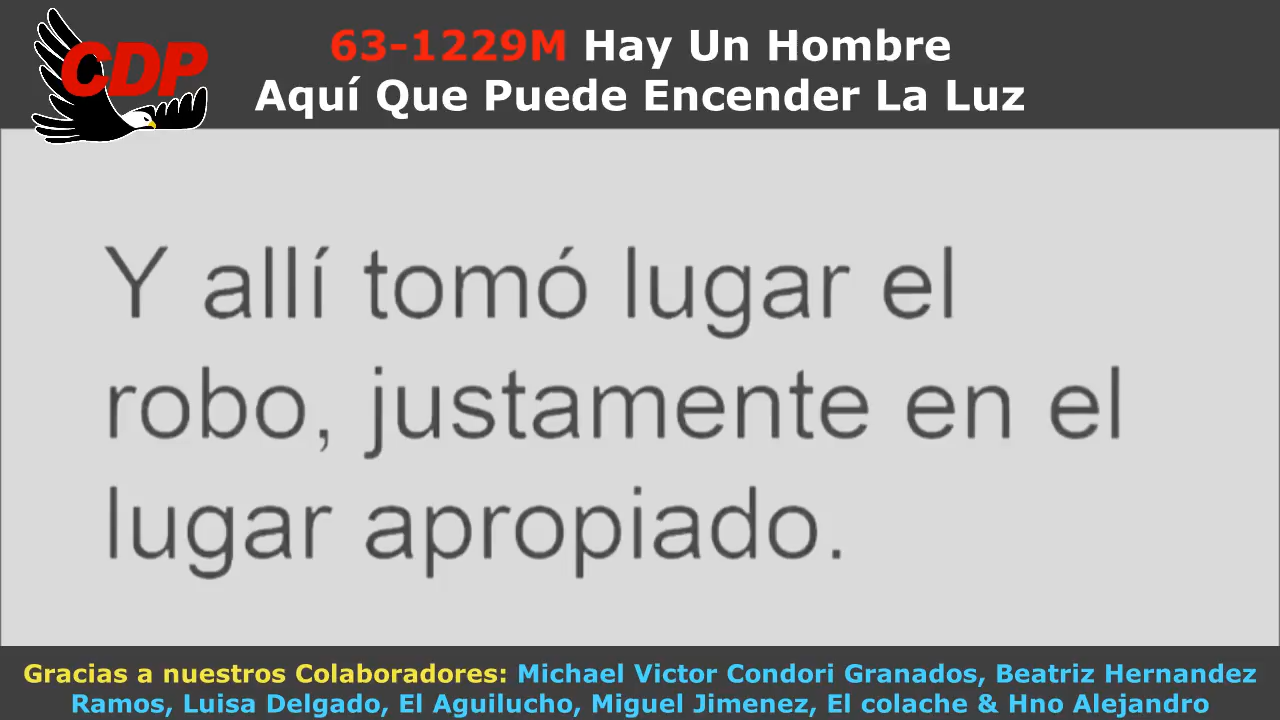 CDP
63-1229M Hay Un Hombre
Aquí Que Puede Encender La Luz
Y allí tomó lugar el
robo, justamente en el
lugar apropiado.
Gracias a nuestros Colaboradores: Michael Victor Condori Granados, Beatriz Hernandez
Ramos, Luisa Delgado, El Aguilucho, Miguel Jimenez, El colache & Hno Alejandro